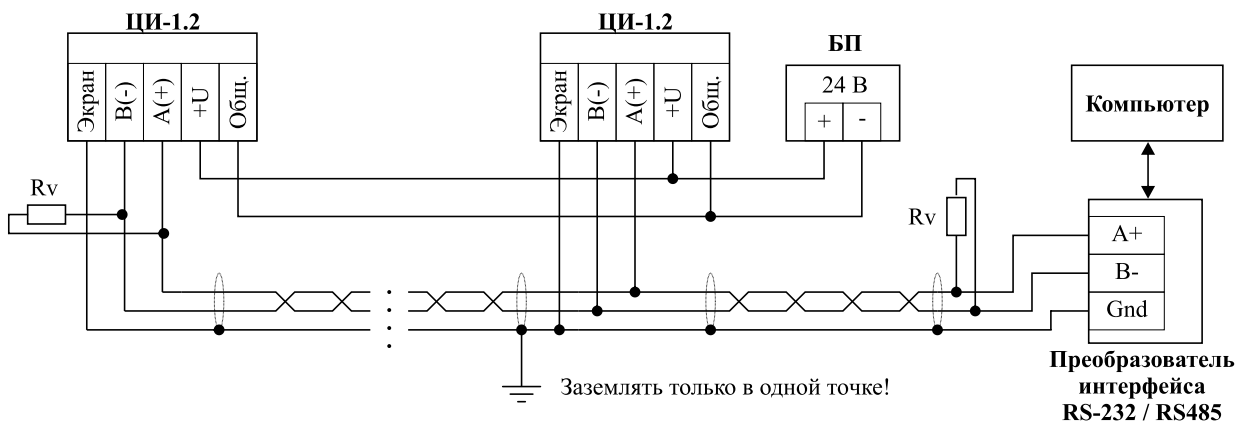 ЦИ-1.2
Экран
B(-)
A(+)
+U
Общ.
ЦИ-1.2
Экран
B(-)
A(+)
+U
Общ.
БП
24 В
+
-
Компьютер
Rv
Rv
A+
B-
Gnd
Преобразователь
интерфейса
RS-232 / RS485
Заземлять только в одной точке!